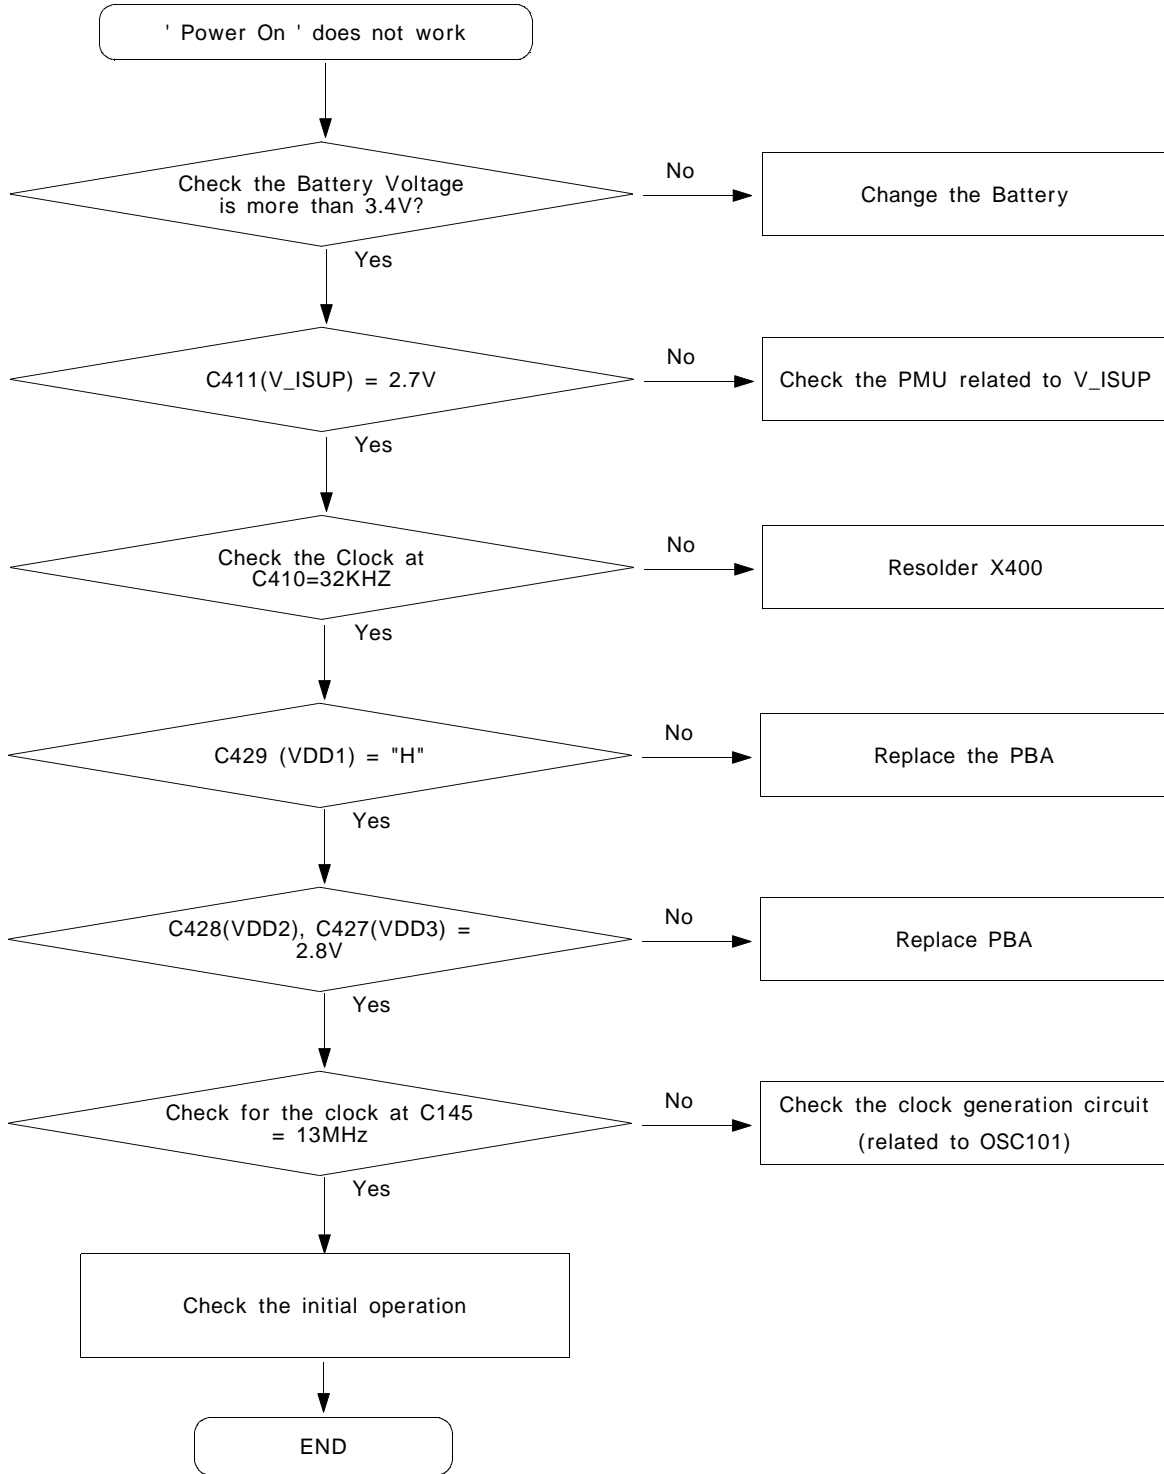 ' Power On ' does not work
Check the Battery Voltage
is more than 3.4V?
No
Change the Battery
Yes
C411(V_ISUP) = 2.7V
No
Check the PMU related to V_ISUP
Yes
Check the Clock at
C410=32KHZ
No
Resolder X400
Yes
C429 (VDD1) = "H"
No
Replace the PBA
Yes
C428(VDD2), C427(VDD3) =
2.8V
No
Replace PBA
Yes
Check for the clock at C145
= 13MHz
No
Check the clock generation circuit
(related to OSC101)
Yes
Check the initial operation
END